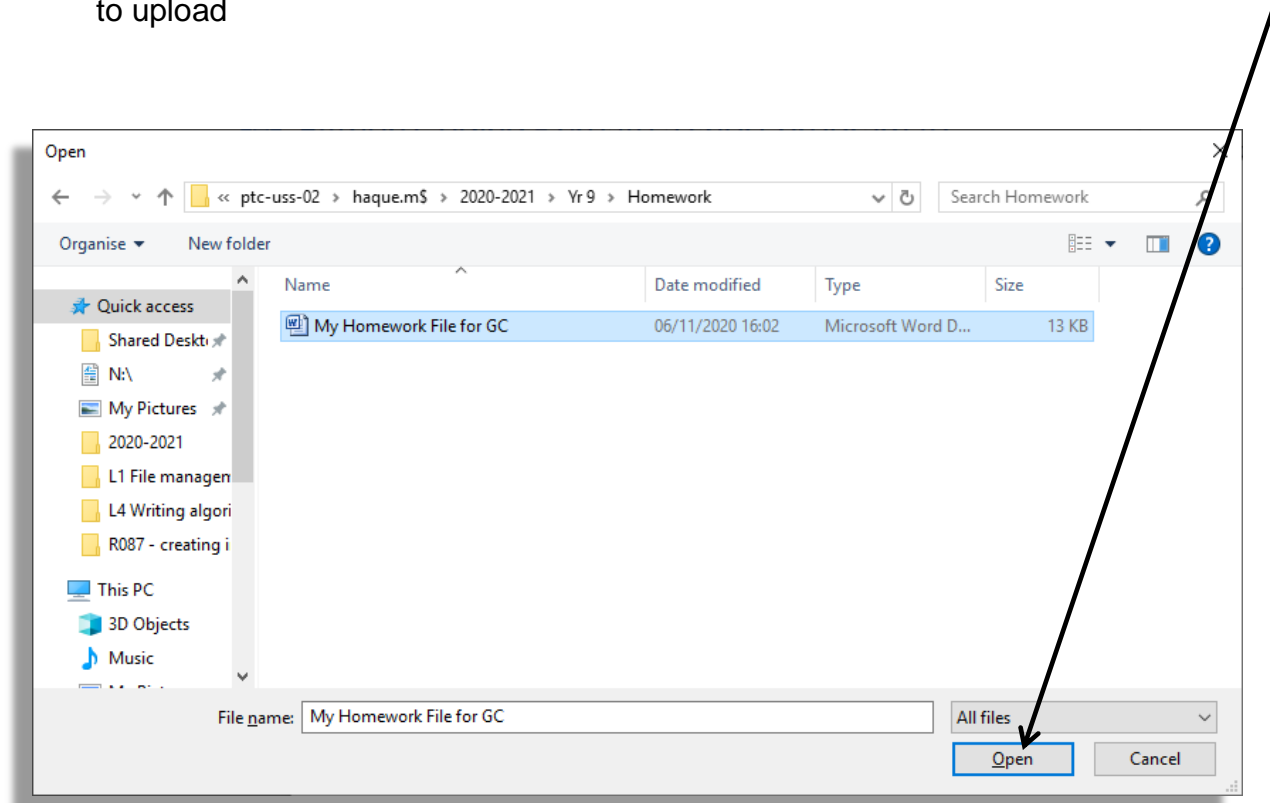 to upload
Open
« ptc-uss-02 > haque.m$ > 2020-2021 > Yr 9 > Homework
Search Homework
Organise
New folder
Name Date modified Type Size
My Homework File for GC 06/11/2020 16:02 Microsoft Word D... 13 KB
Quick access
Shared Deskt
N:\
My Pictures
2020-2021
L1 File managem
L4 Writing algori
R087 - creating i
This PC
3D Objects
Music
File name: My Homework File for GC
All files
Open Cancel